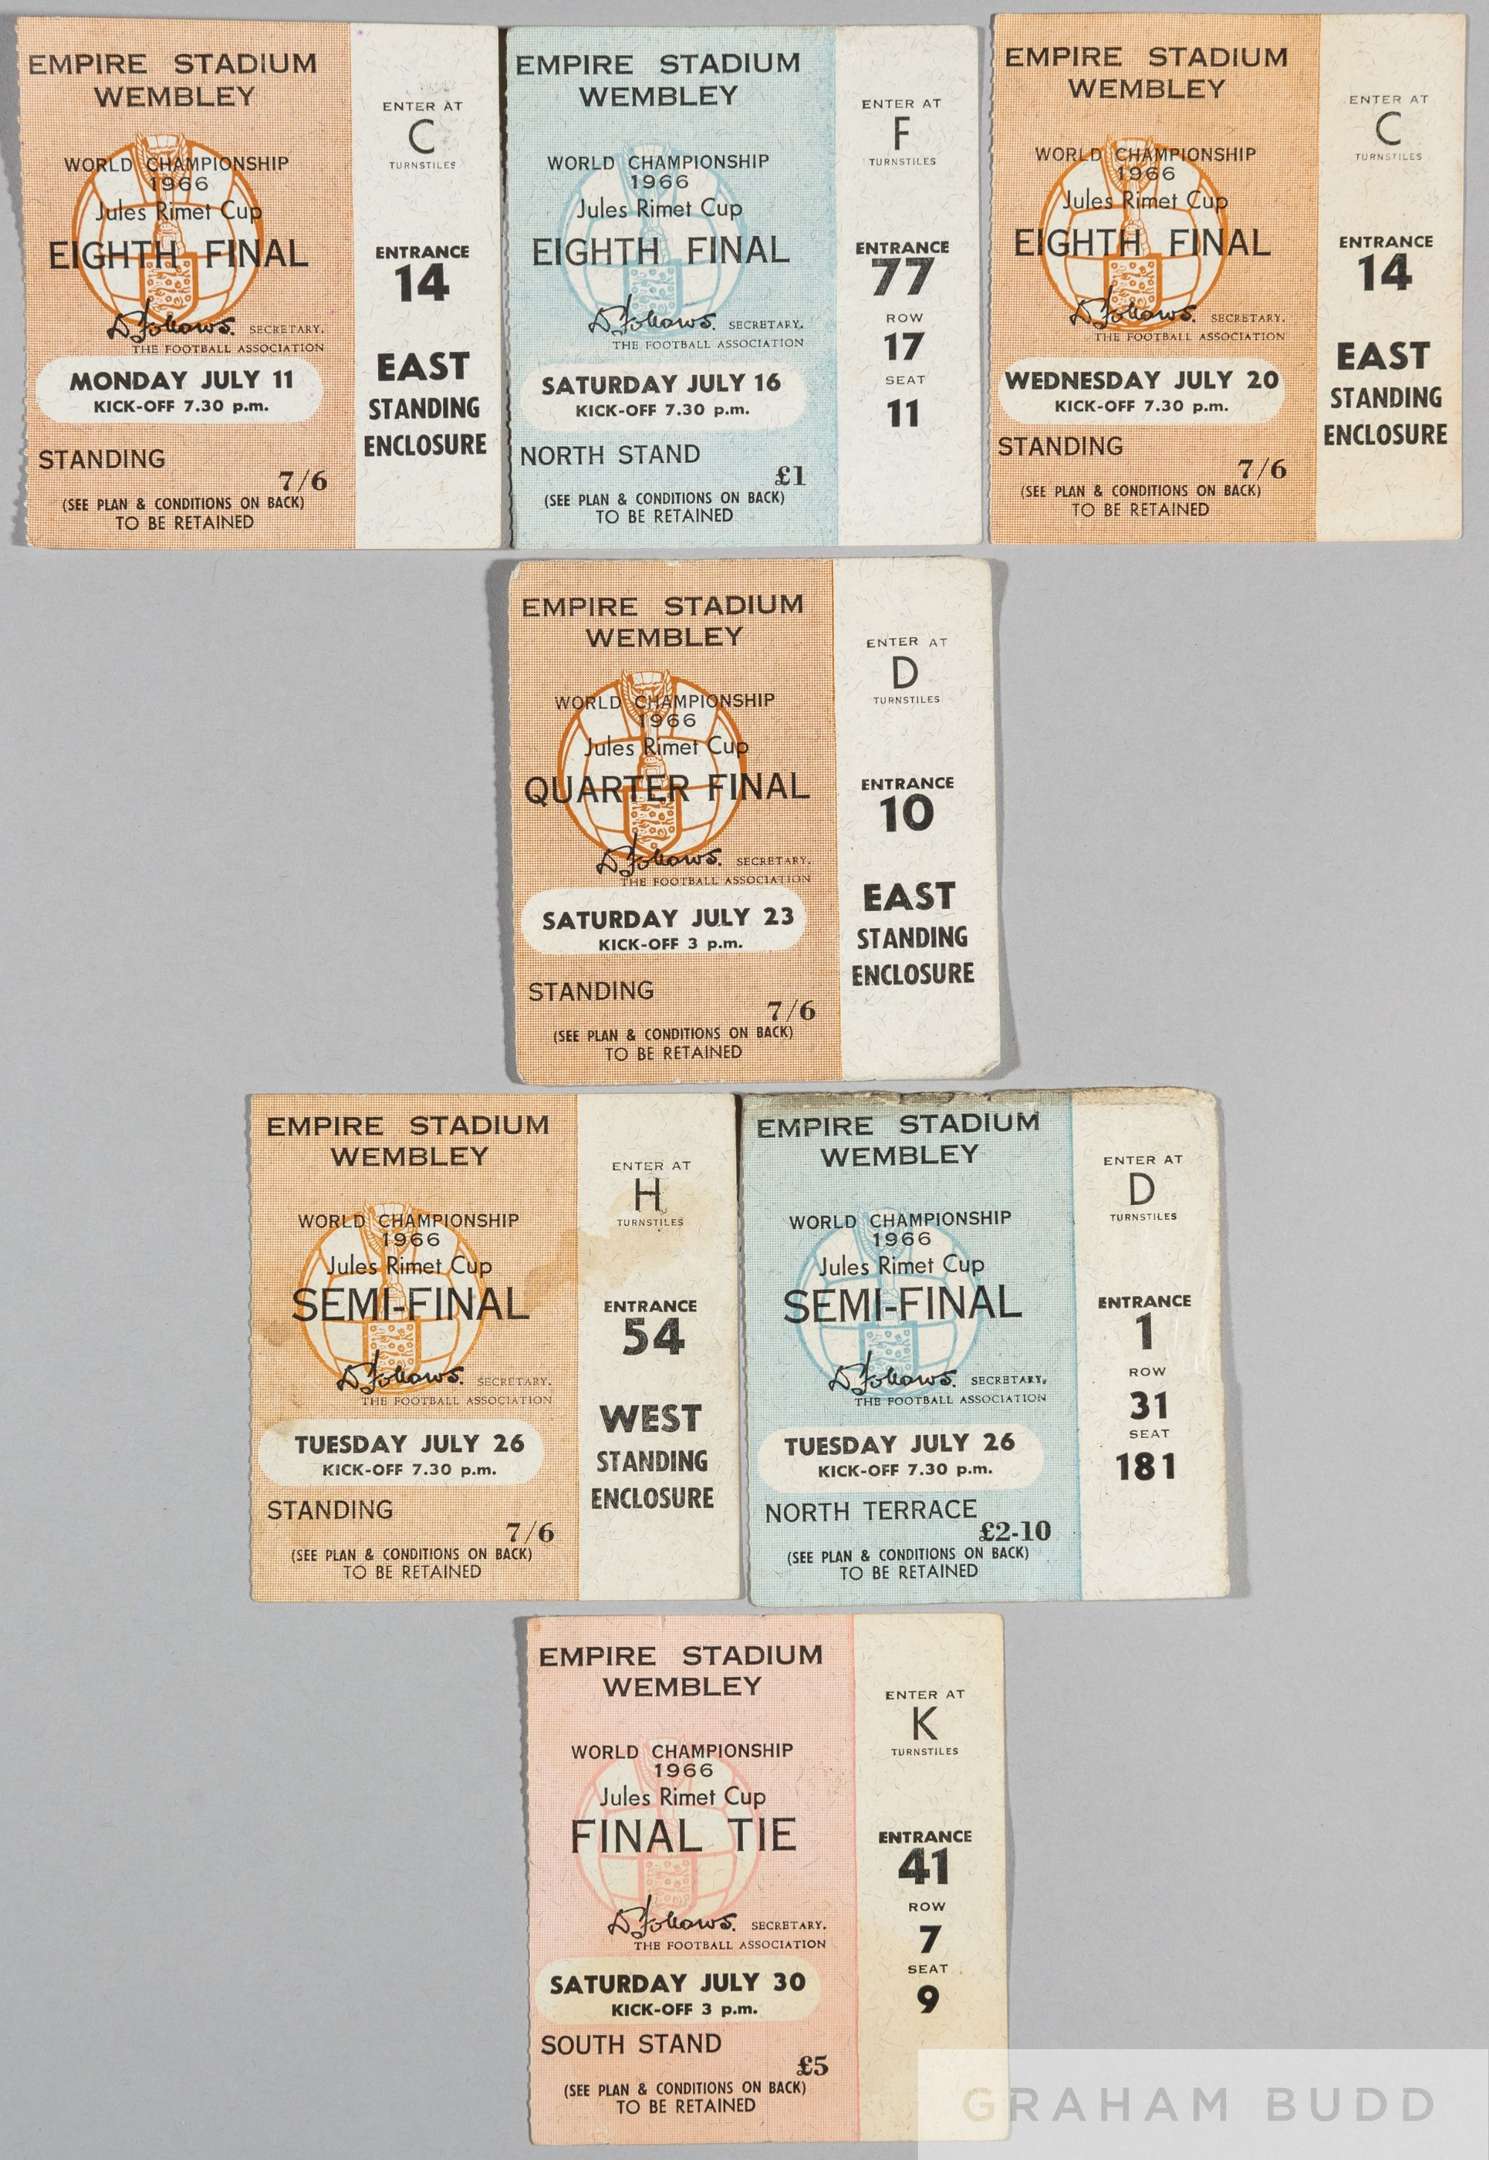 EMPIRE STADIUM
WEMBLEY
WORLD CHAMPIONSHIP
1966
Jules Rimet Cup
EIGHTH FINAL
D Follows. SECRETARY.
THE FOOTBALL ASSOCIATION
MONDAY JULY 11
KICK-OFF 7.30 p.m.
STANDING
7/6
(SEE PLAN & CONDITIONS ON BACK)
TO BE RETAINED
ENTER AT
C
TURNSTILES
ENTRANCE
14
EAST
STANDING
ENCLOSURE
EMPIRE STADIUM
WEMBLEY
WORLD CHAMPIONSHIP
1966
Jules Rimet Cup
EIGHTH FINAL
D Follows. SECRETARY.
THE FOOTBALL ASSOCIATION
SATURDAY JULY 16
KICK-OFF 7.30 p.m.
NORTH STAND
£1
(SEE PLAN & CONDITIONS ON BACK)
TO BE RETAINED
ENTER AT
F
TURNSTILES
ENTRANCE
77
ROW
17
SEAT
11
EMPIRE STADIUM
WEMBLEY
WORLD CHAMPIONSHIP
1966
Jules Rimet Cup
EIGHTH FINAL
D Follows. SECRETARY.
THE FOOTBALL ASSOCIATION
WEDNESDAY JULY 20
KICK-OFF 7.30 p.m.
STANDING
7/6
(SEE PLAN & CONDITIONS ON BACK)
TO BE RETAINED
ENTER AT
C
TURNSTILES
ENTRANCE
14
EAST
STANDING
ENCLOSURE
EMPIRE STADIUM
WEMBLEY
WORLD CHAMPIONSHIP
1966
Jules Rimet Cup
QUARTER FINAL
D Follows. SECRETARY.
THE FOOTBALL ASSOCIATION
SATURDAY JULY 23
KICK-OFF 3 p.m.
STANDING
7/6
(SEE PLAN & CONDITIONS ON BACK)
TO BE RETAINED
ENTER AT
D
TURNSTILES
ENTRANCE
10
EAST
STANDING
ENCLOSURE
EMPIRE STADIUM
WEMBLEY
WORLD CHAMPIONSHIP
1966
Jules Rimet Cup
SEMI-FINAL
D Follows. SECRETARY.
THE FOOTBALL ASSOCIATION
TUESDAY JULY 26
KICK-OFF 7.30 p.m.
STANDING
7/6
(SEE PLAN & CONDITIONS ON BACK)
TO BE RETAINED
ENTER AT
H
TURNSTILES
ENTRANCE
54
WEST
STANDING
ENCLOSURE
EMPIRE STADIUM
WEMBLEY
WORLD CHAMPIONSHIP
1966
Jules Rimet Cup
SEMI-FINAL
D Follows. SECRETARY.
THE FOOTBALL ASSOCIATION
TUESDAY JULY 26
KICK-OFF 7.30 p.m.
NORTH TERRACE
£2-10
(SEE PLAN & CONDITIONS ON BACK)
TO BE RETAINED
ENTER AT
D
TURNSTILES
ENTRANCE
1
ROW
31
SEAT
181
EMPIRE STADIUM
WEMBLEY
WORLD CHAMPIONSHIP
1966
Jules Rimet Cup
FINAL TIE
D Follows. SECRETARY.
THE FOOTBALL ASSOCIATION
SATURDAY JULY 30
KICK-OFF 3 p.m.
SOUTH STAND
£5
(SEE PLAN & CONDITIONS ON BACK)
TO BE RETAINED
ENTER AT
K
TURNSTILES
ENTRANCE
41
ROW
7
SEAT
9
GRAHAM BUDD